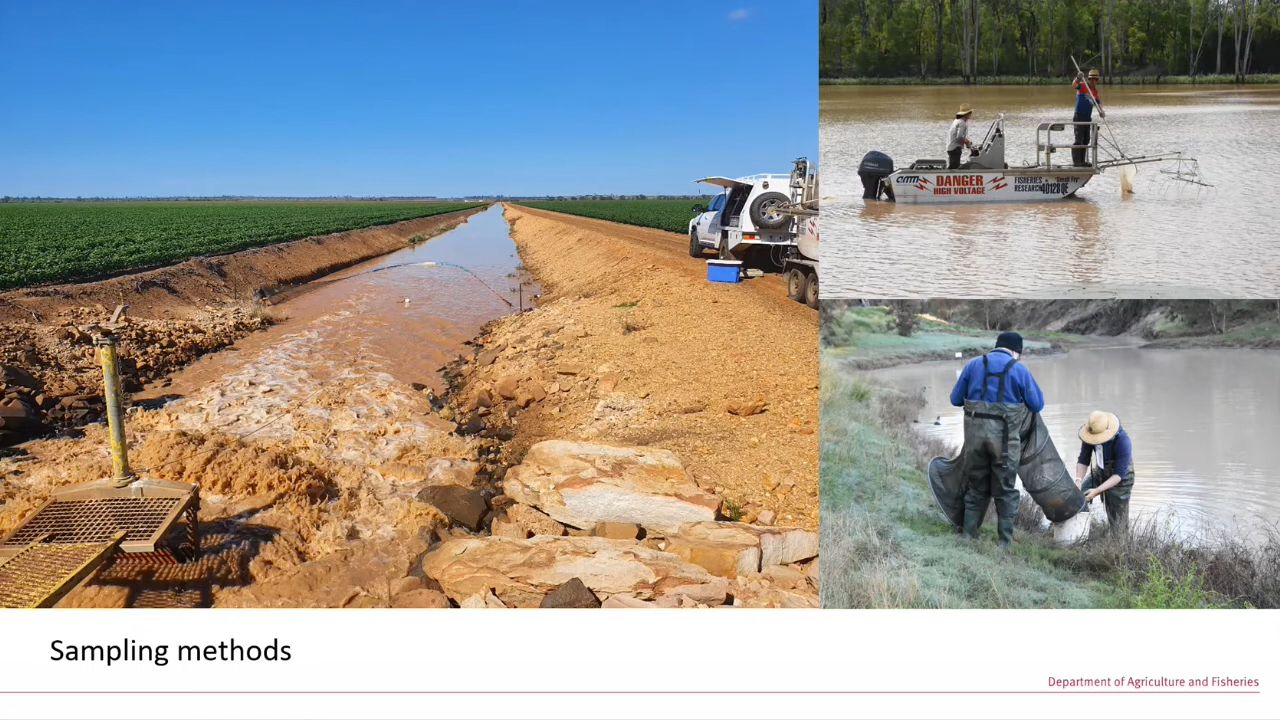 DANGER
HIGH VOLTAGE
FISHERIES
RESEARCH
Sampling methods
Department of Agriculture and Fisheries